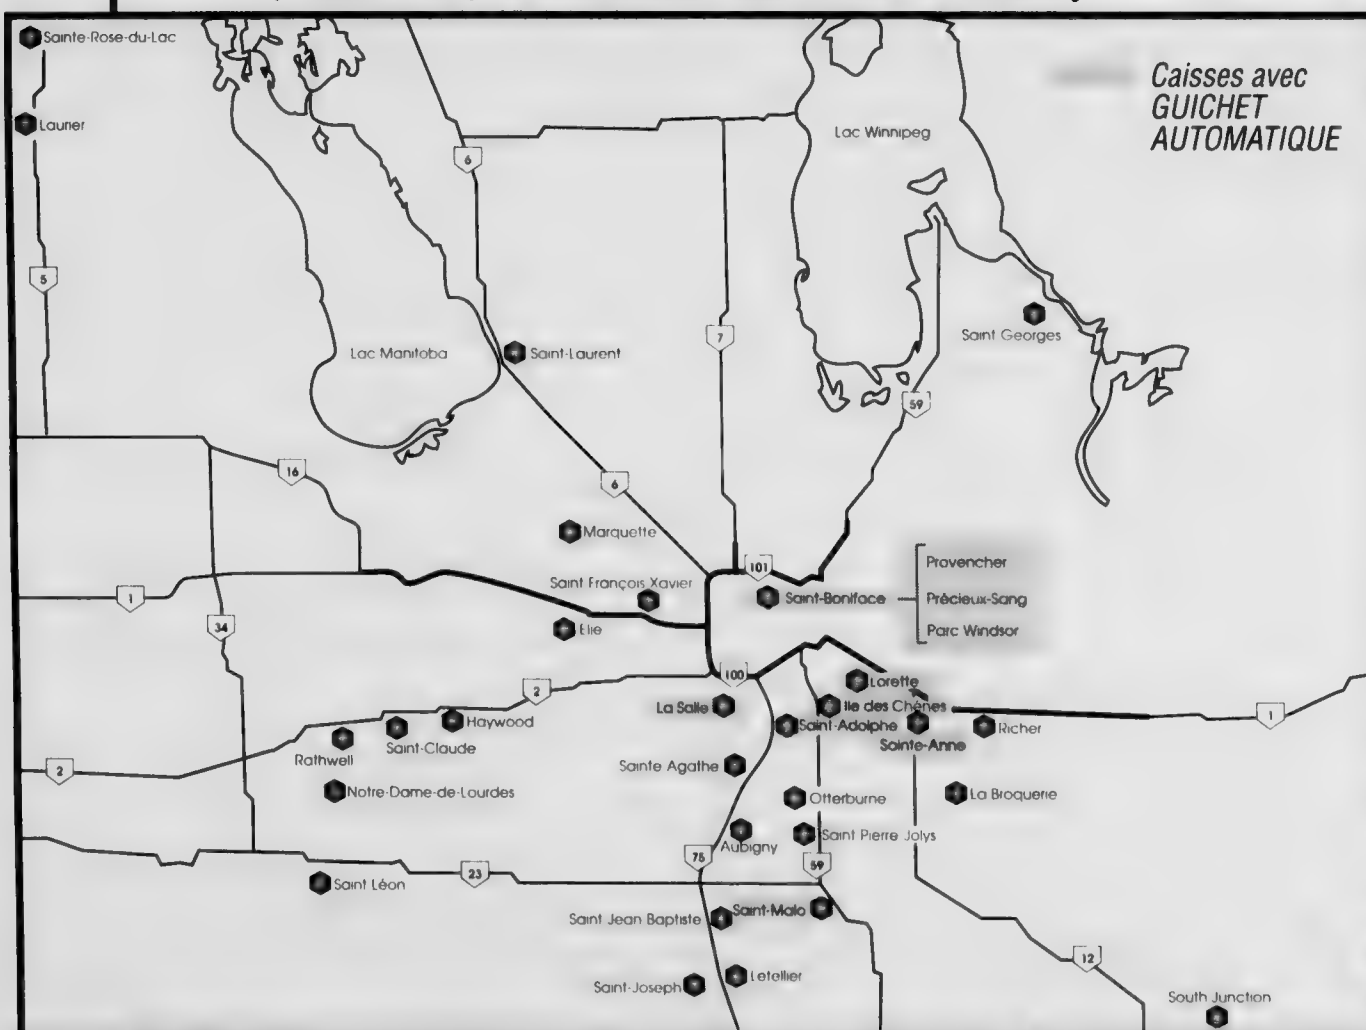 Sainte-Rose-du-Lac
Caisses avec
GUICHET
AUTOMATIQUE
Laurier
Lac Winnipeg
6
5
7
Saint Georges
Lac Manitoba
Saint-Laurent
59
16
6
Marquette
101
Provencher
Saint François Xavier
Saint-Boniface
Précieux-Sang
1
34
Elie
Parc Windsor
100
Lorette
2
La Salle
Ile des Chênes
1
Haywood
Saint-Adolphe
Richer
Saint-Claude
Sainte-Anne
Rathwell
2
Sainte Agathe
Notre-Dame-de-Lourdes
Otterburne
La Broquerie
Saint Pierre Jolys
Aubigny
75
59
23
Saint Léon
Saint Jean Baptiste
Saint-Malo
12
Letellier
Saint-Joseph
South Junction